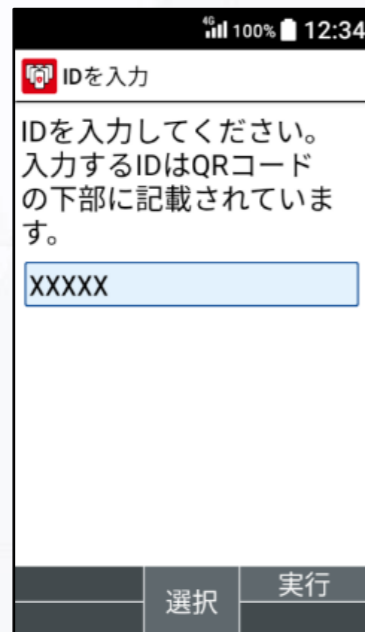 4G 100% 12:34
IDを入力
IDを入力してください。
入力するIDはQRコード
の下部に記載されていま
す。
XXXXX
選択
実行